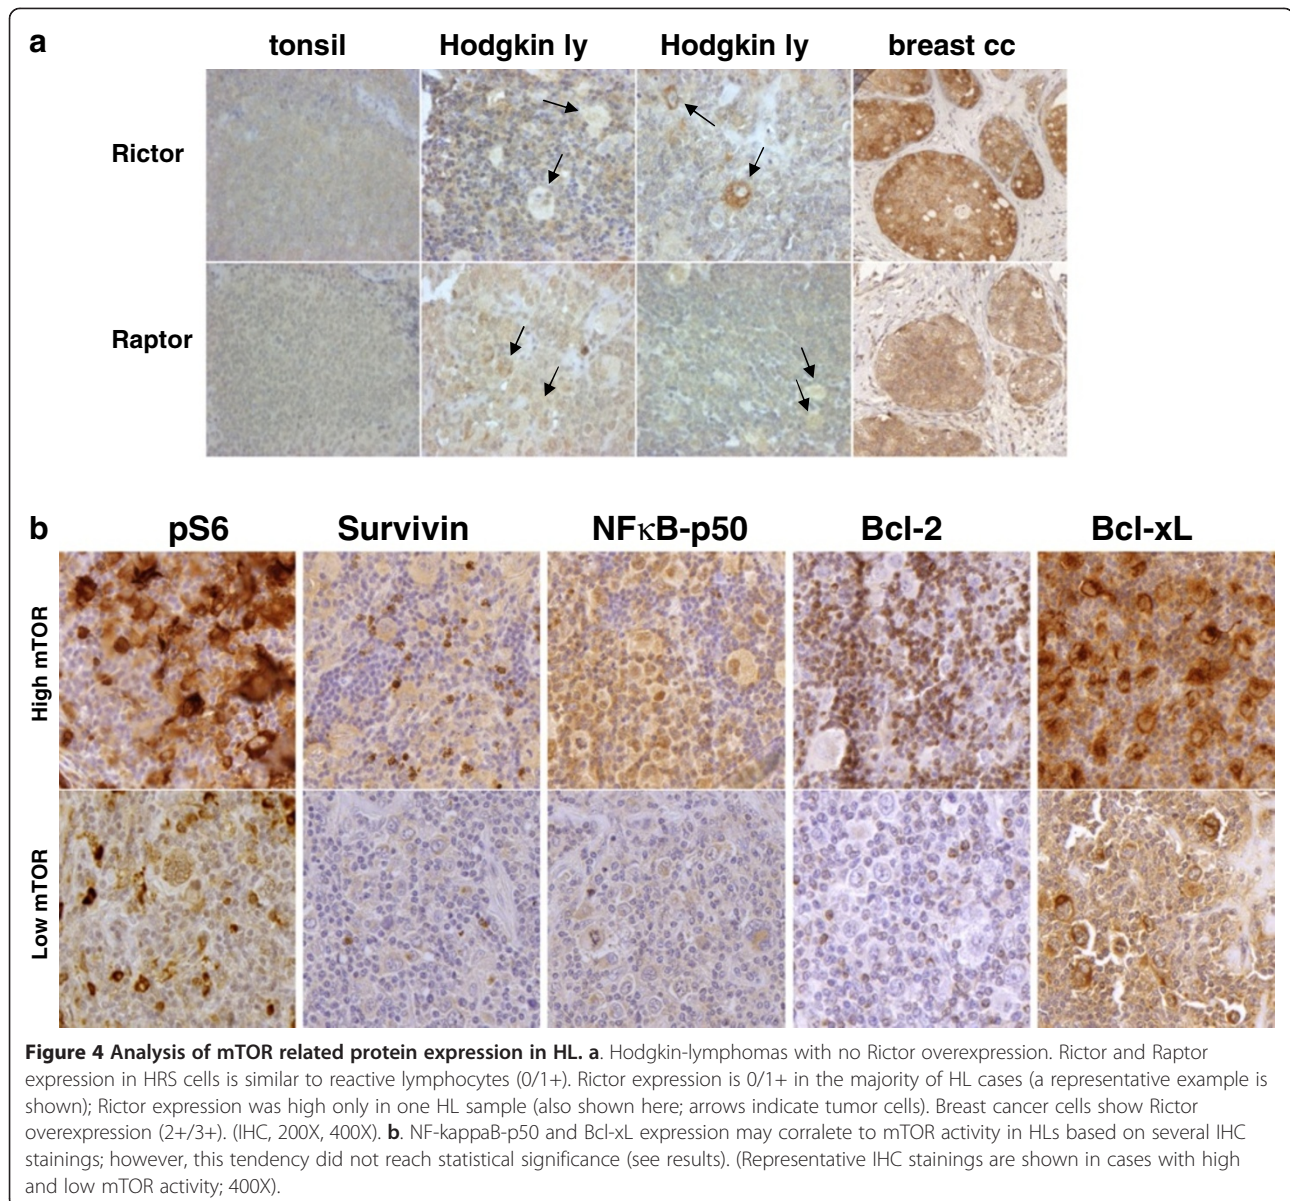 a
tonsil Hodgkin ly Hodgkin ly breast cc
Rictor
Raptor
b
pS6 Survivin NFκB-p50 Bcl-2 Bcl-xL
High mTOR
Low mTOR
Figure 4 Analysis of mTOR related protein expression in HL. a. Hodgkin-lymphomas with no Rictor overexpression. Rictor and Raptor
expression in HRS cells is similar to reactive lymphocytes (0/1+). Rictor expression is 0/1+ in the majority of HL cases (a representative example is
shown); Rictor expression was high only in one HL sample (also shown here; arrows indicate tumor cells). Breast cancer cells show Rictor
overexpression (2+/3+). (IHC, 200X, 400X). b. NF-kappaB-p50 and Bcl-xL expression may corralete to mTOR activity in HLs based on several IHC
stainings; however, this tendency did not reach statistical significance (see results). (Representative IHC stainings are shown in cases with high
and low mTOR activity; 400X).